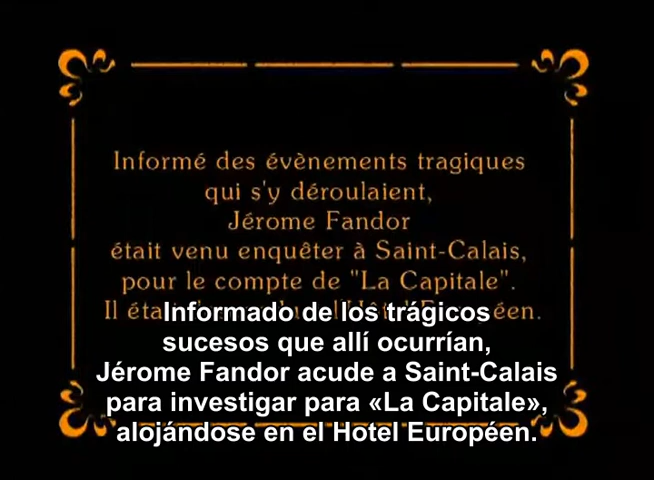 Informé des évènements tragiques
qui s'y déroulaient,
Jérome Fandor
était venu enquêter à Saint-Calais,
pour le compte de "La Capitale".
Il
Informado de los trágicos
sucesos que allí ocurrían,
Jérome Fandor acude a Saint-Calais
para investigar para «La Capitale»,
alojándose en el Hotel Européen.